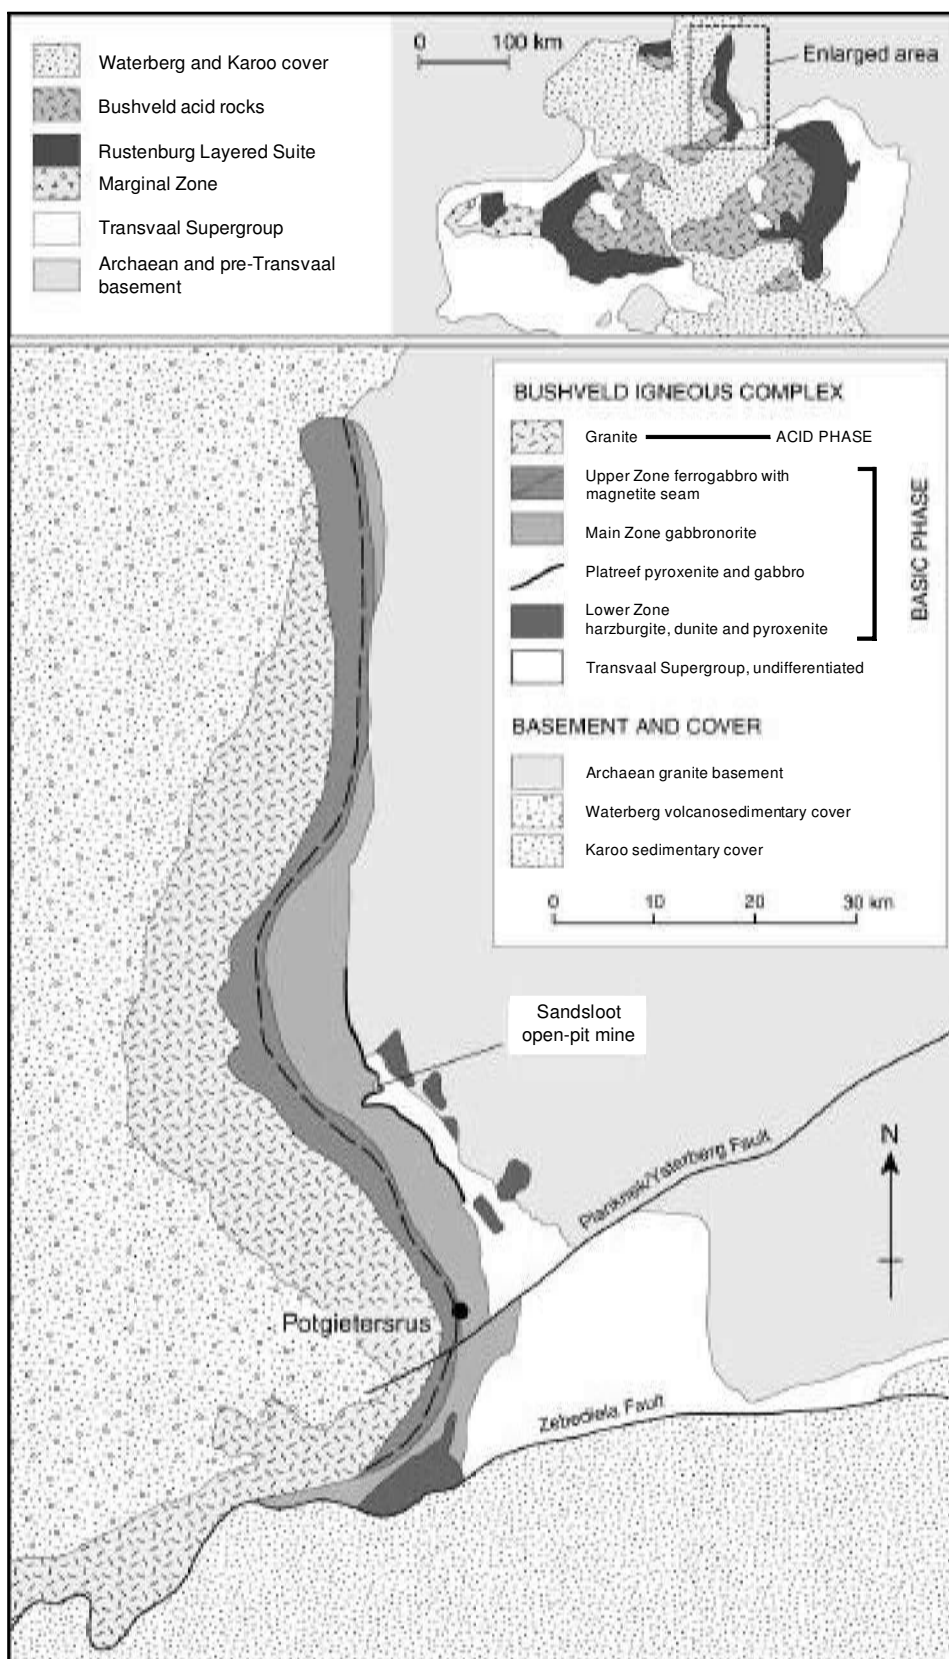 Waterberg and Karoo cover
Bushveld acid rocks
Rustenburg Layered Suite
Marginal Zone
Transvaal Supergroup
Archaean and pre-Transvaal
basement
0 100 km
Enlarged area
BUSHVELD IGNEOUS COMPLEX
Granite ACID PHASE
Upper Zone ferrogabbro with
magnetite seam
Main Zone gabbronorite
Platreef pyroxenite and gabbro
Lower Zone
harzburgite, dunite and pyroxenite
BASIC PHASE
Transvaal Supergroup, undifferentiated
BASEMENT AND COVER
Archaean granite basement
Waterberg volcanosedimentary cover
Karoo sedimentary cover
0 10 20 30 km
Sandsloot
open-pit mine
Planknek/Ysterberg Fault
N
Potgietersrus
Zebediela Fault